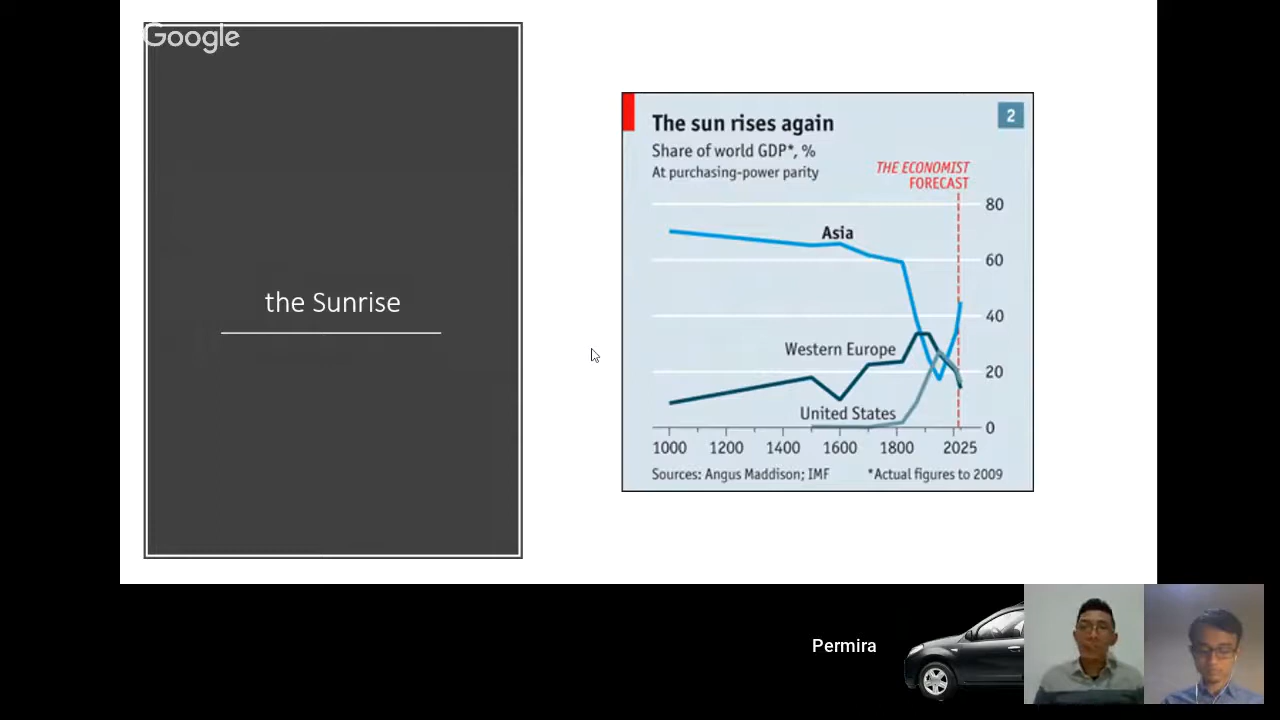 Google
the Sunrise
The sun rises again
2
Share of world GDP*, %
At purchasing-power parity
THE ECONOMIST
FORECAST
80
Asia
60
40
Western Europe
20
United States
0
1000 1200 1400 1600 1800 2025
Sources: Angus Maddison; IMF *Actual figures to 2009
Permira